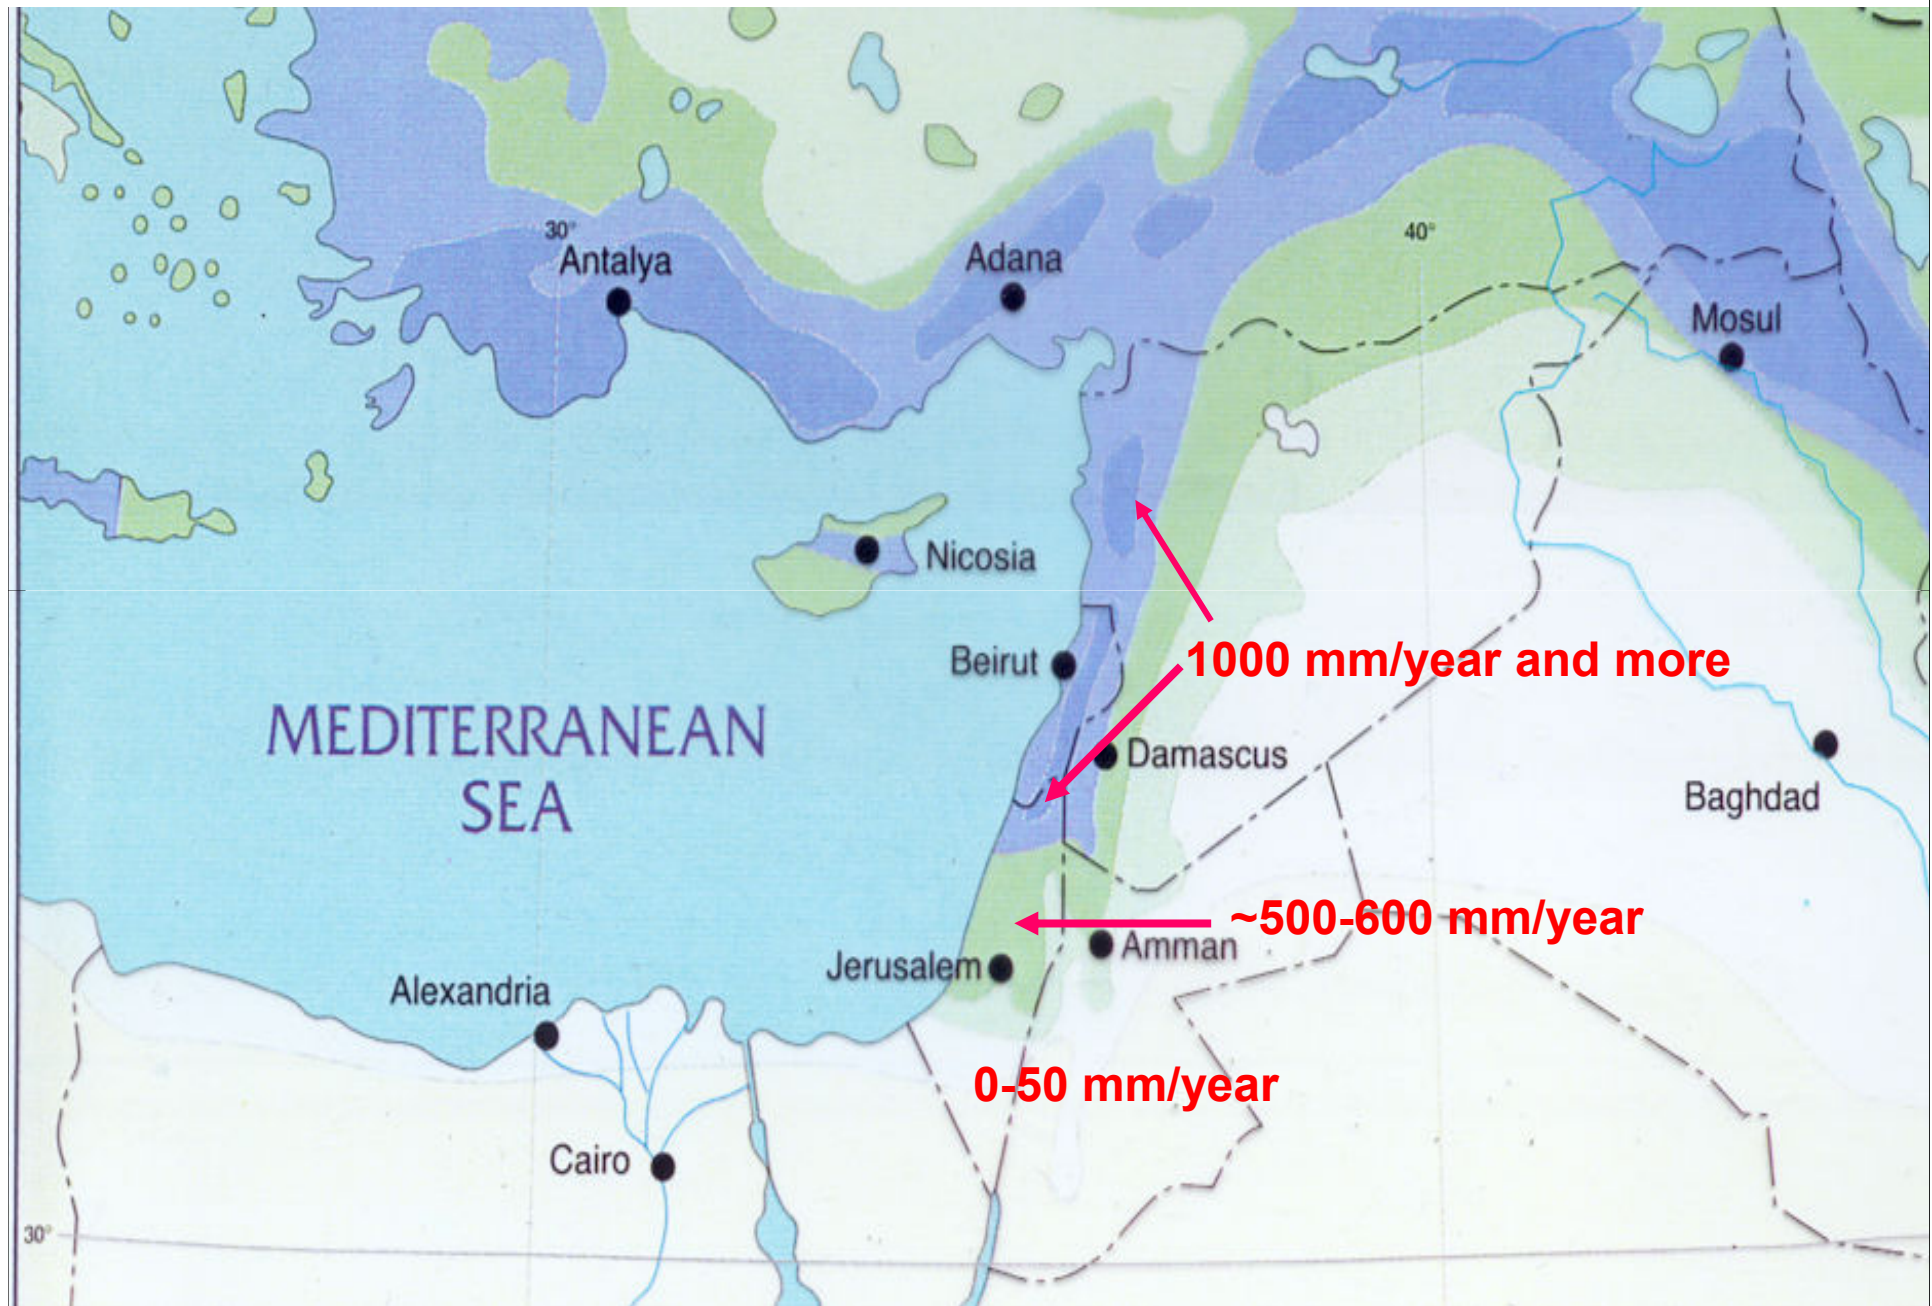 30°
Antalya
Adana
40°
Mosul
Nicosia
Beirut
1000 mm/year and more
MEDITERRANEAN
SEA
Damascus
Baghdad
~500-600 mm/year
Amman
Jerusalem
Alexandria
0-50 mm/year
Cairo
30°